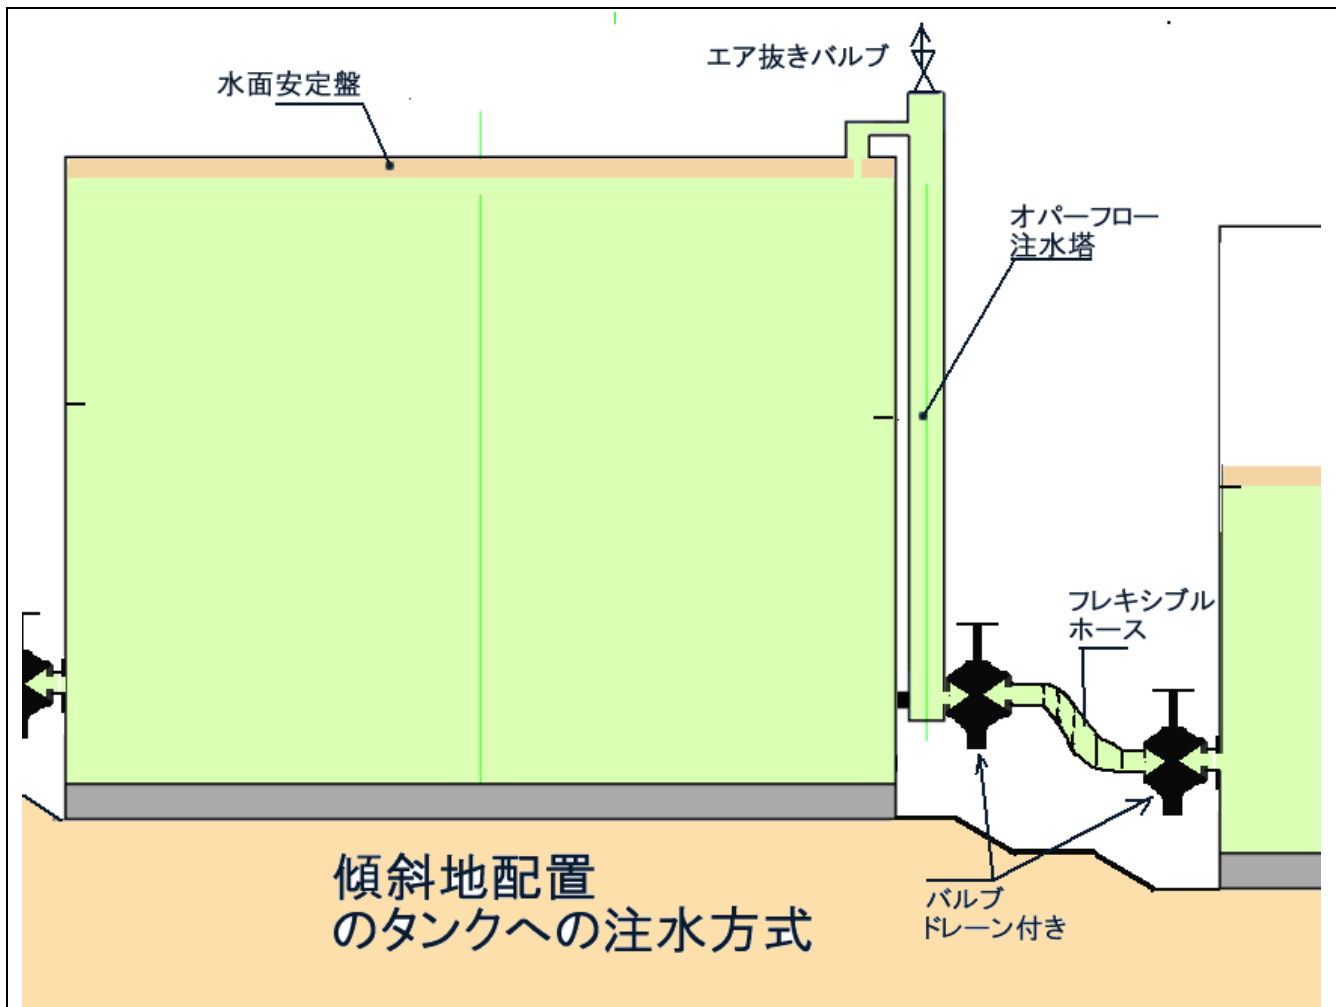 エア抜きバルブ
水面安定盤
オパーフロー
注水塔
フレキシブル
ホース
バルブ
ドレーン付き
傾斜地配置
のタンクへの注水方式